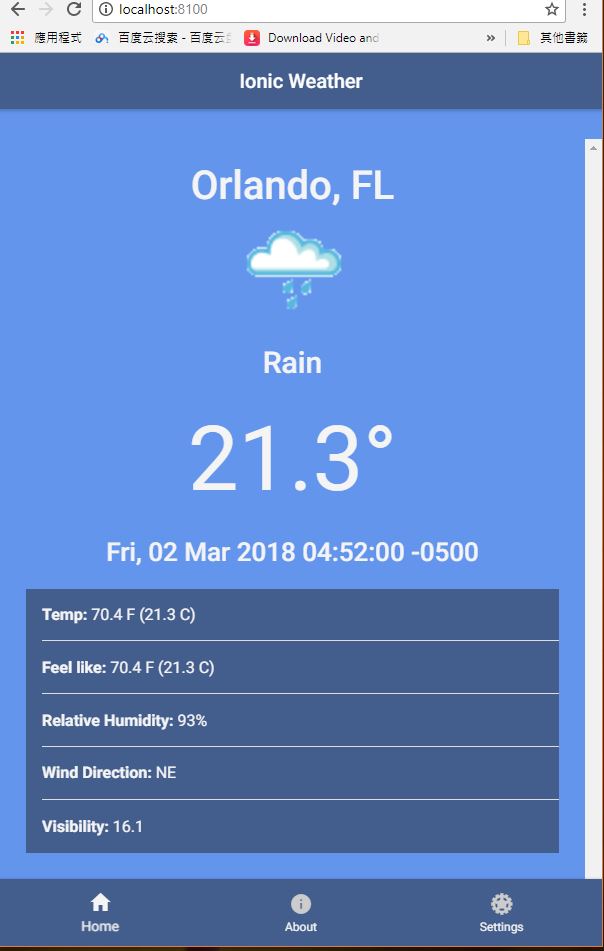 localhost:8100
應用程式 百度云搜索 - 百度云 Download Video and » 其他書籤
Ionic Weather
Orlando, FL
Rain
21.3°
Fri, 02 Mar 2018 04:52:00 -0500
Temp: 70.4 F (21.3 C)
Feel like: 70.4 F (21.3 C)
Relative Humidity: 93%
Wind Direction: NE
Visibility: 16.1
Home About Settings